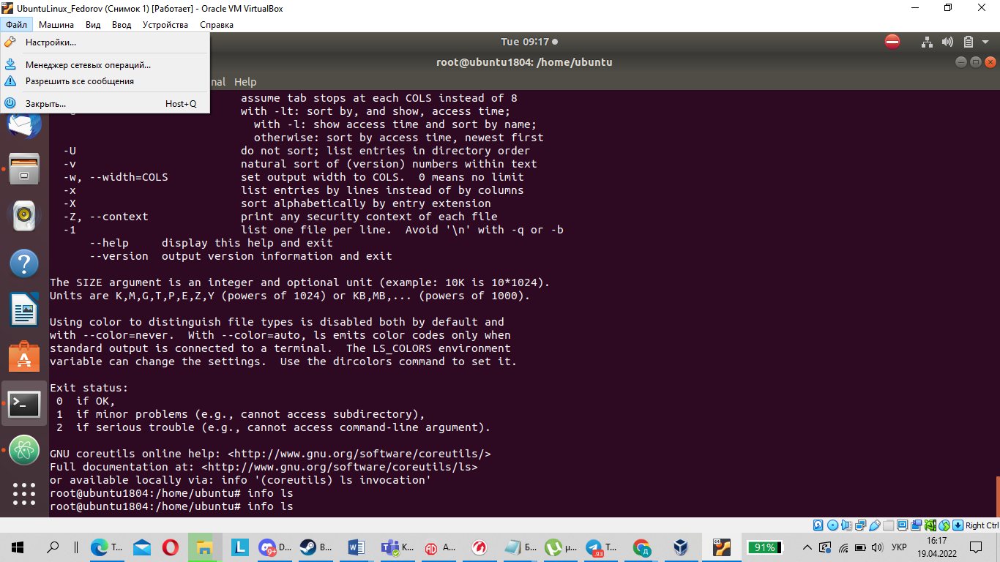 UbuntuLinux_Fedorov (Снимок 1) [Работает] - Oracle VM VirtualBox
Файл Машина Вид Ввод Устройства Справка
Настройки...
Менеджер сетевых операций...
Разрешить все сообщения
Закрыть... Host+Q
Tue 09:17
root@ubuntu1804: /home/ubuntu
nal Help
assume tab stops at each COLS instead of 8
with -lt: sort by, and show, access time;
with -l: show access time and sort by name;
otherwise: sort by access time, newest first
-U do not sort; list entries in directory order
-v natural sort of (version) numbers within text
-w, --width=COLS set output width to COLS.  0 means no limit
-x list entries by lines instead of by columns
-X sort alphabetically by entry extension
-Z, --context print any security context of each file
-1 list one file per line.  Avoid '\n' with -q or -b
--help display this help and exit
--version output version information and exit
The SIZE argument is an integer and optional unit (example: 10K is 10*1024).
Units are K,M,G,T,P,E,Z,Y (powers of 1024) or KB,MB,... (powers of 1000).
Using color to distinguish file types is disabled both by default and
with --color=never.  With --color=auto, ls emits color codes only when
standard output is connected to a terminal.  The LS_COLORS environment
variable can change the settings.  Use the dircolors command to set it.
Exit status:
0 if OK,
1 if minor problems (e.g., cannot access subdirectory),
2 if serious trouble (e.g., cannot access command-line argument).
GNU coreutils online help: <http://www.gnu.org/software/coreutils/>
Full documentation at: <http://www.gnu.org/software/coreutils/ls>
or available locally via: info '(coreutils) ls invocation'
root@ubuntu1804:/home/ubuntu# info ls
root@ubuntu1804:/home/ubuntu# info ls
Right Ctrl
T... D... B... K... A... Б... µ... T...
91% УКР 16:17
19.04.2022